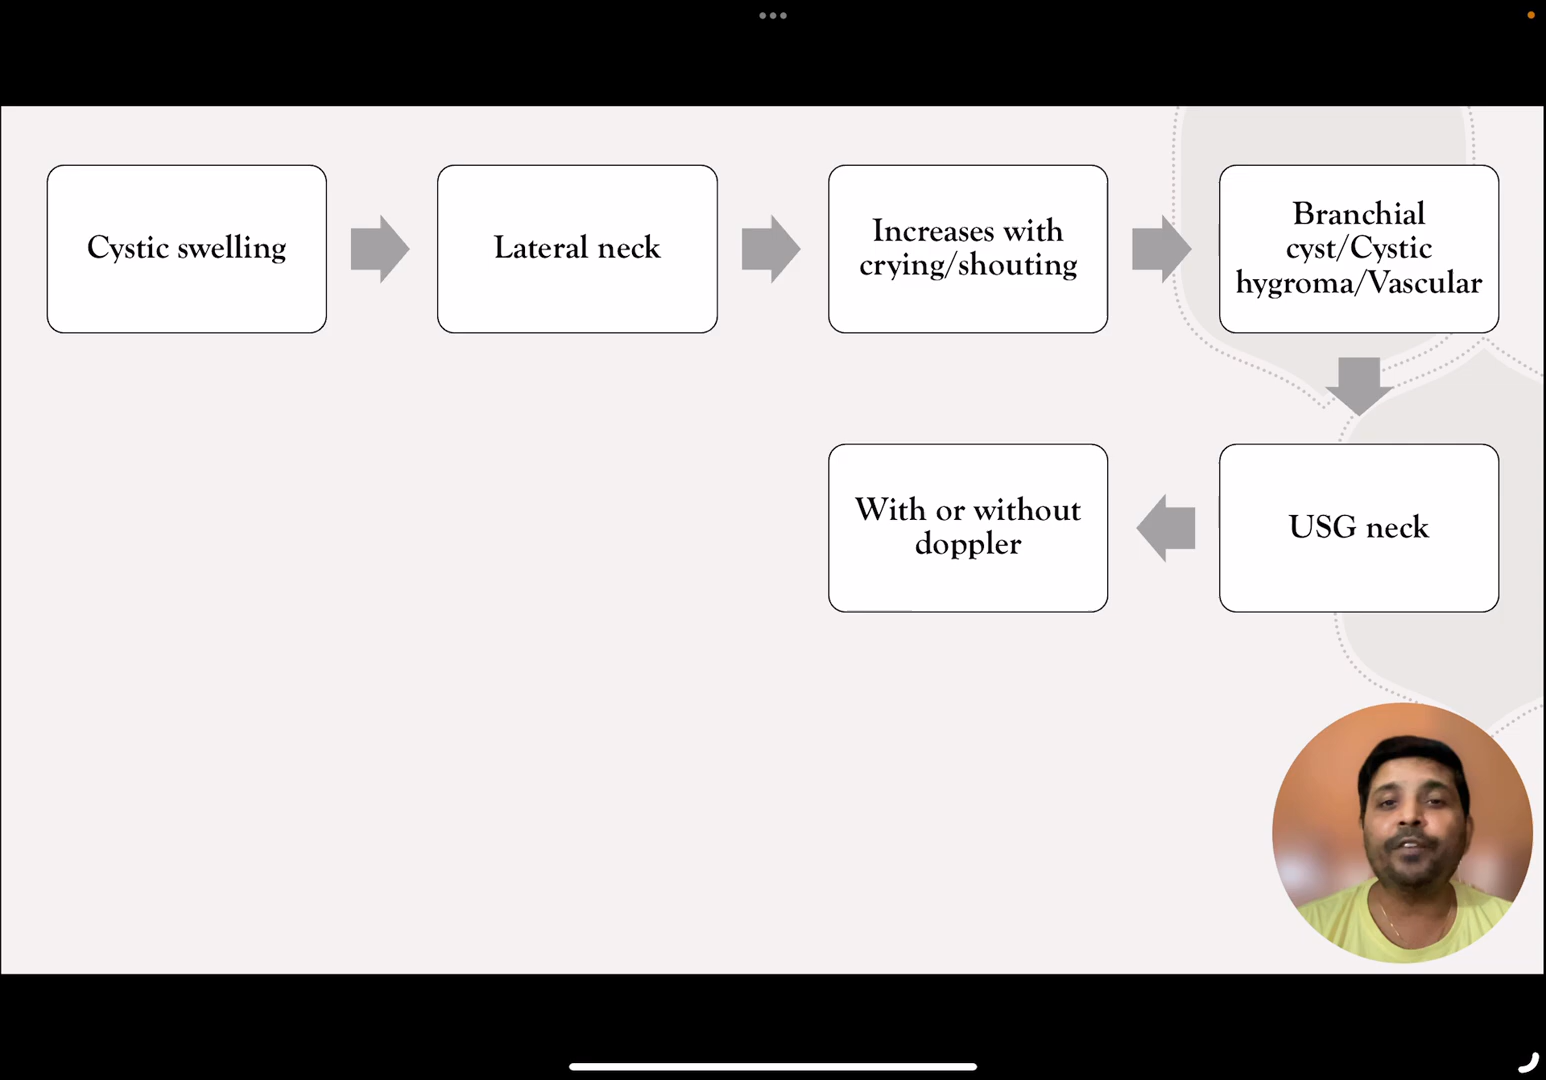 Cystic swelling
Lateral neck
Increases with
crying/shouting
Branchial
cyst/Cystic
hygroma/Vascular
USG neck
With or without
doppler